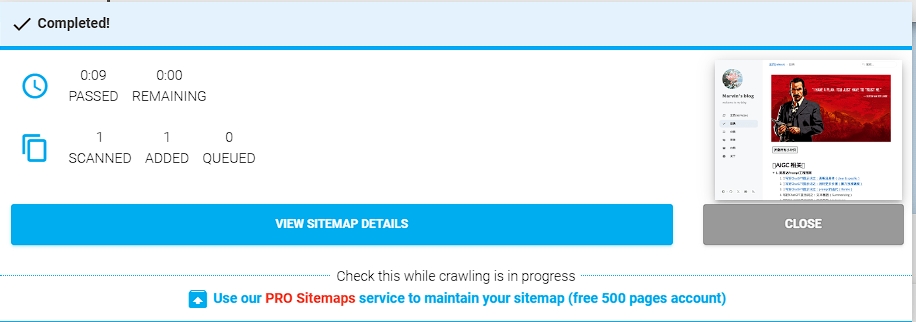 Completed!
0:09 0:00
PASSED REMAINING
1 1 0
SCANNED ADDED QUEUED
Marvin's blog
"I HAVE A PLAN - YOU JUST HAVE TO TRUST ME."
VIEW SITEMAP DETAILS
CLOSE
Check this while crawling is in progress
Use our PRO Sitemaps service to maintain your sitemap (free 500 pages account)